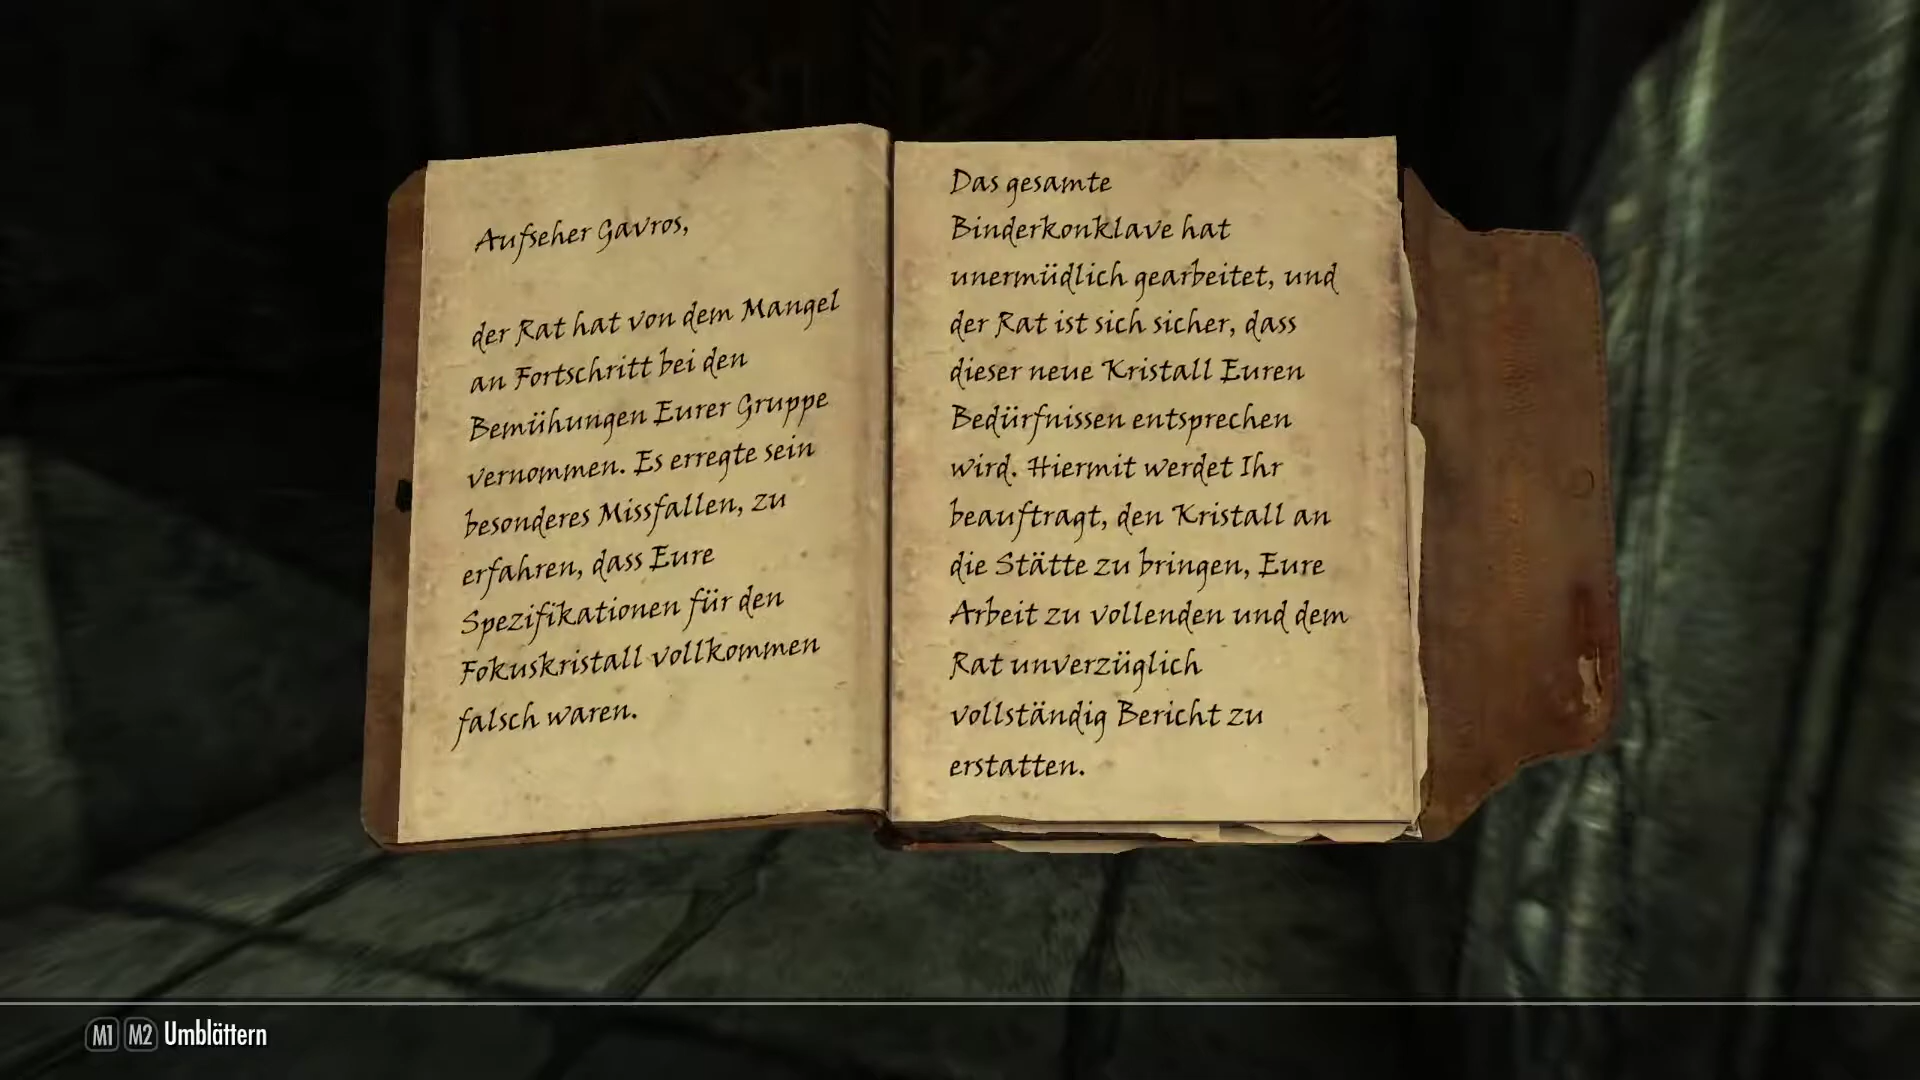 Aufseher Gavros,
der Rat hat von dem Mangel
an Fortschritt bei den
Bemühungen Eurer Gruppe
vernommen. Es erregte sein
besonderes Missfallen, zu
erfahren, dass Eure
Spezifikationen für den
Fokuskristall vollkommen
falsch waren.
Das gesamte
Binderkonklave hat
unermüdlich gearbeitet, und
der Rat ist sich sicher, dass
dieser neue Kristall Euren
Bedürfnissen entsprechen
wird. Hiermit werdet Ihr
beauftragt, den Kristall an
die Stätte zu bringen, Eure
Arbeit zu vollenden und dem
Rat unverzüglich
vollständig Bericht zu
erstatten.
M1 M2 Umblättern